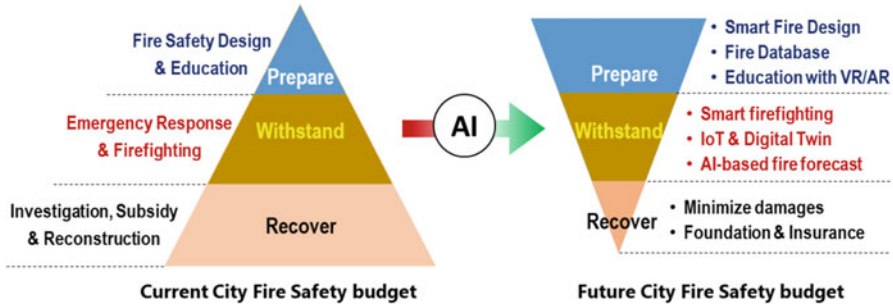 Fire Safety Design
& Education
Prepare
Emergency Response
& Firefighting
Withstand
Investigation, Subsidy
& Reconstruction
Recover
Current City Fire Safety budget
AI
Prepare
• Smart Fire Design
• Fire Database
• Education with VR/AR
Withstand
• Smart firefighting
• IoT & Digital Twin
• AI-based fire forecast
Recover
• Minimize damages
• Foundation & Insurance
Future City Fire Safety budget